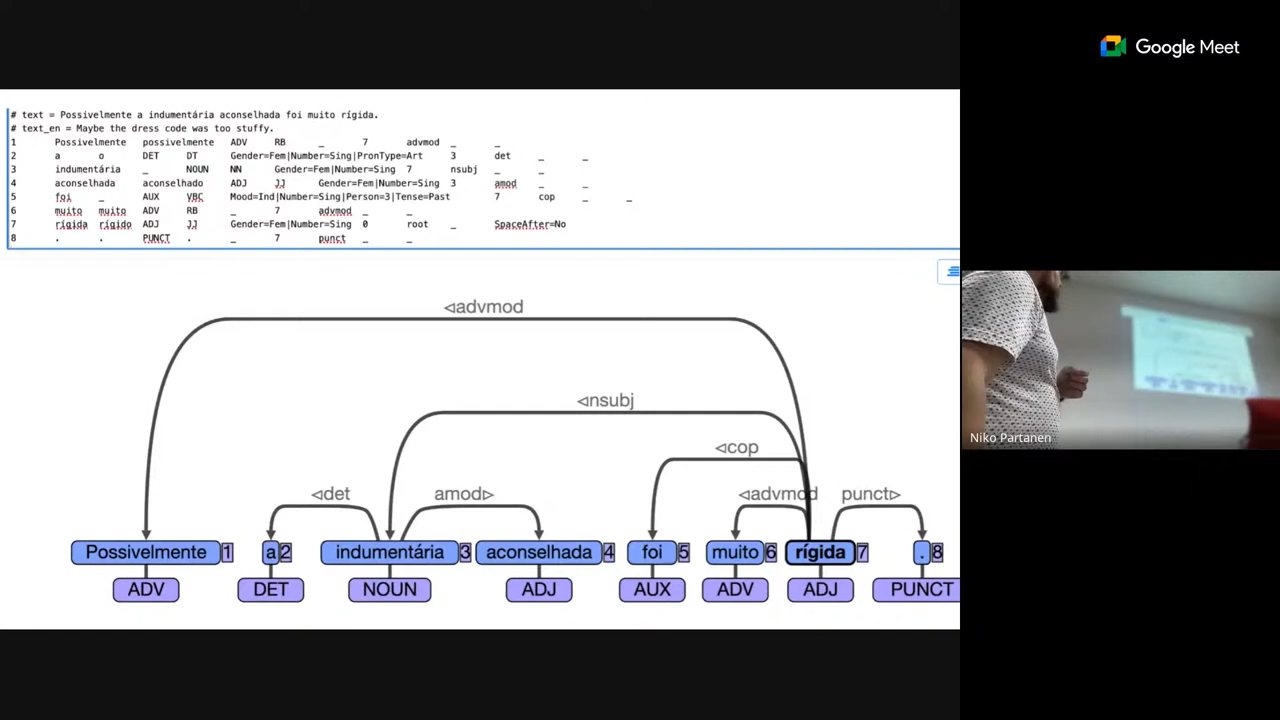 Google Meet
# text = Possivelmente a indumentária aconselhada foi muito rígida.
# text_en = Maybe the dress code was too stuffy.
1 Possivelmente possivelmente ADV RB _ 7 advmod _ _
2 a o DET DT Gender=Fem|Number=Sing|PronType=Art 3 det _ _
3 indumentária _ NOUN NN Gender=Fem|Number=Sing 7 nsubj _ _
4 aconselhada aconselhado ADJ JJ Gender=Fem|Number=Sing 3 amod _ _
5 foi _ AUX VBC Mood=Ind|Number=Sing|Person=3|Tense=Past 7 cop _ _
6 muito muito ADV RB _ 7 advmod _ _
7 rígida rígido ADJ JJ Gender=Fem|Number=Sing 0 root _ SpaceAfter=No
8 . . PUNCT . _ 7 punct _ _
⊲advmod
⊲nsubj
⊲cop
⊲det amod⊳ ⊲advmod punct⊳
Possivelmente 1 a 2 indumentária 3 aconselhada 4 foi 5 muito 6 rígida 7 . 8
ADV DET NOUN ADJ AUX ADV ADJ PUNCT
Niko Partanen